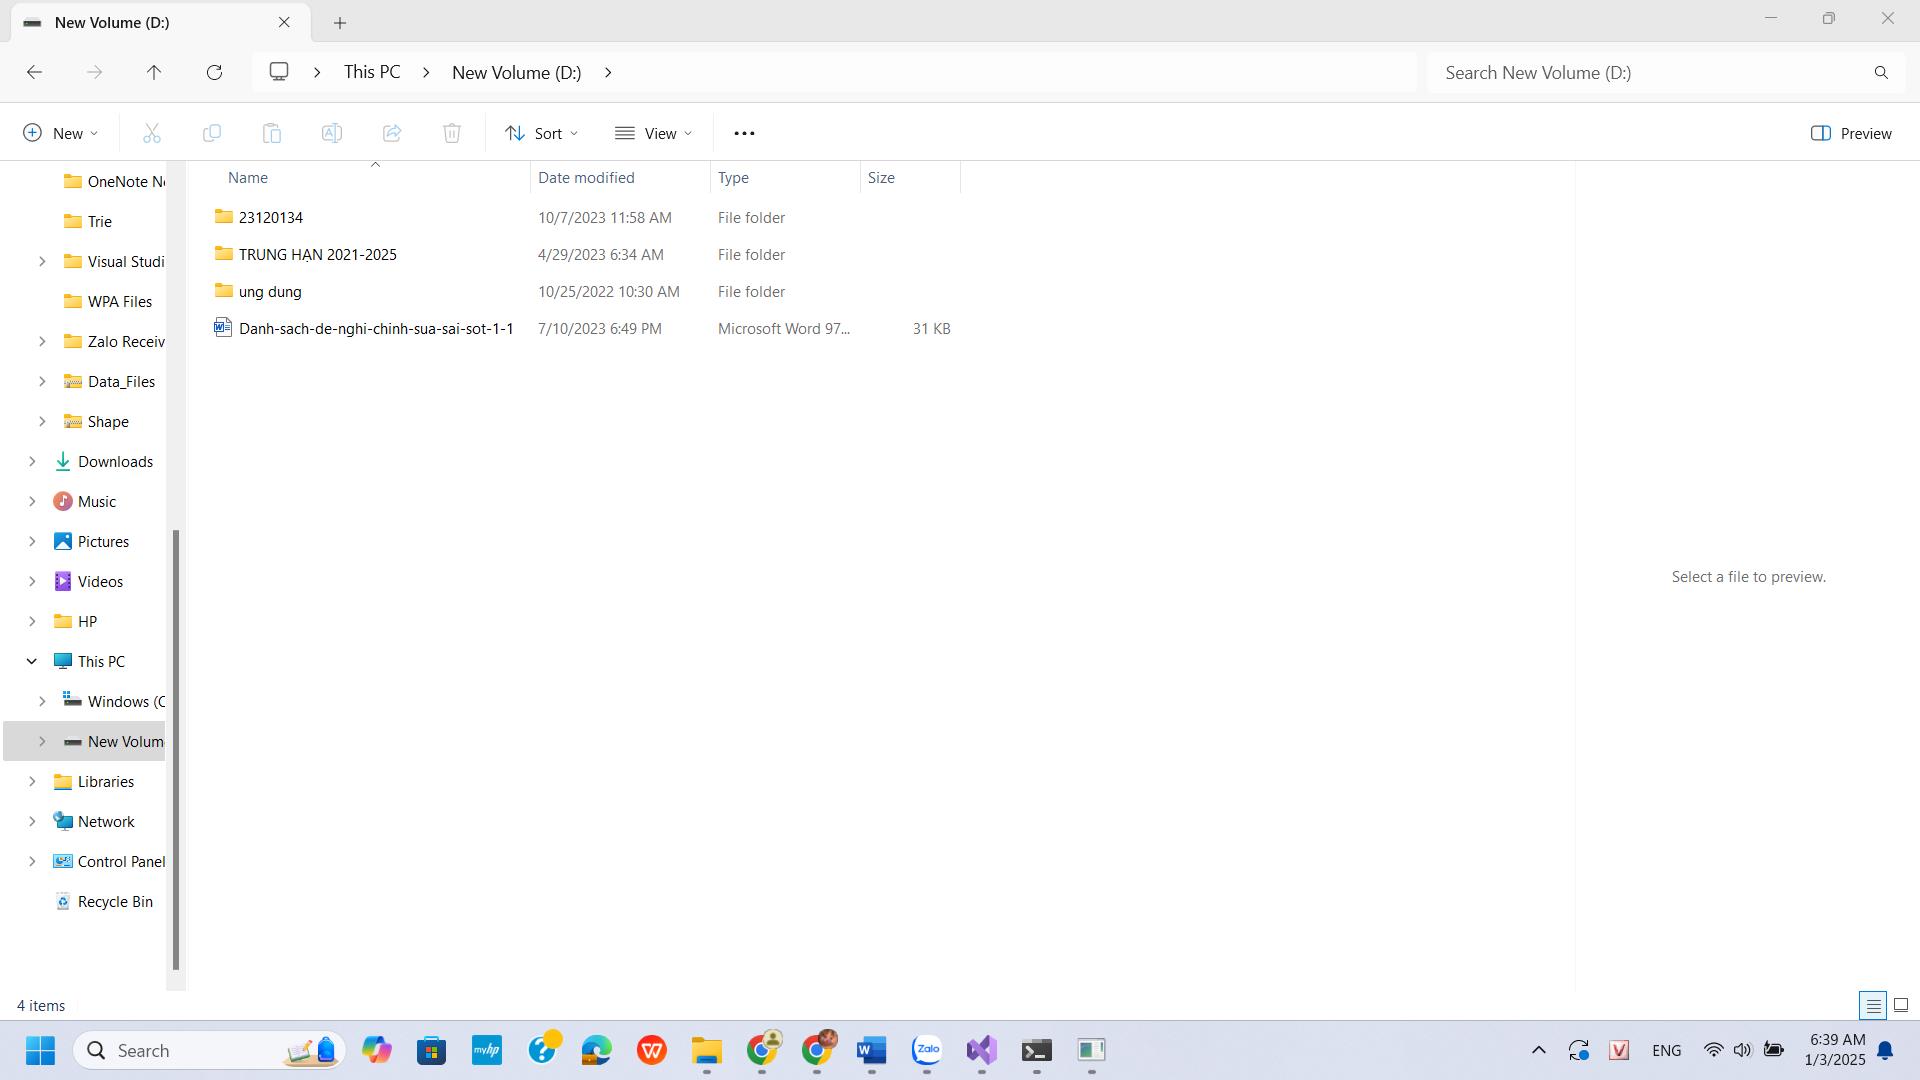 New Volume (D:)
This PC
New Volume (D:)
Search New Volume (D:)
New
Sort
View
Preview
OneNote No
Trie
Visual Studi
WPA Files
Zalo Receiv
Data_Files
Shape
Downloads
Music
Pictures
Videos
HP
This PC
Windows (C
New Volum
Libraries
Network
Control Panel
Recycle Bin
Name Date modified Type Size
23120134 10/7/2023 11:58 AM File folder
TRUNG HẠN 2021-2025 4/29/2023 6:34 AM File folder
ung dung 10/25/2022 10:30 AM File folder
Danh-sach-de-nghi-chinh-sua-sai-sot-1-1 7/10/2023 6:49 PM Microsoft Word 97... 31 KB
Select a file to preview.
4 items
Search
myhp
Zalo
ENG
6:39 AM
1/3/2025